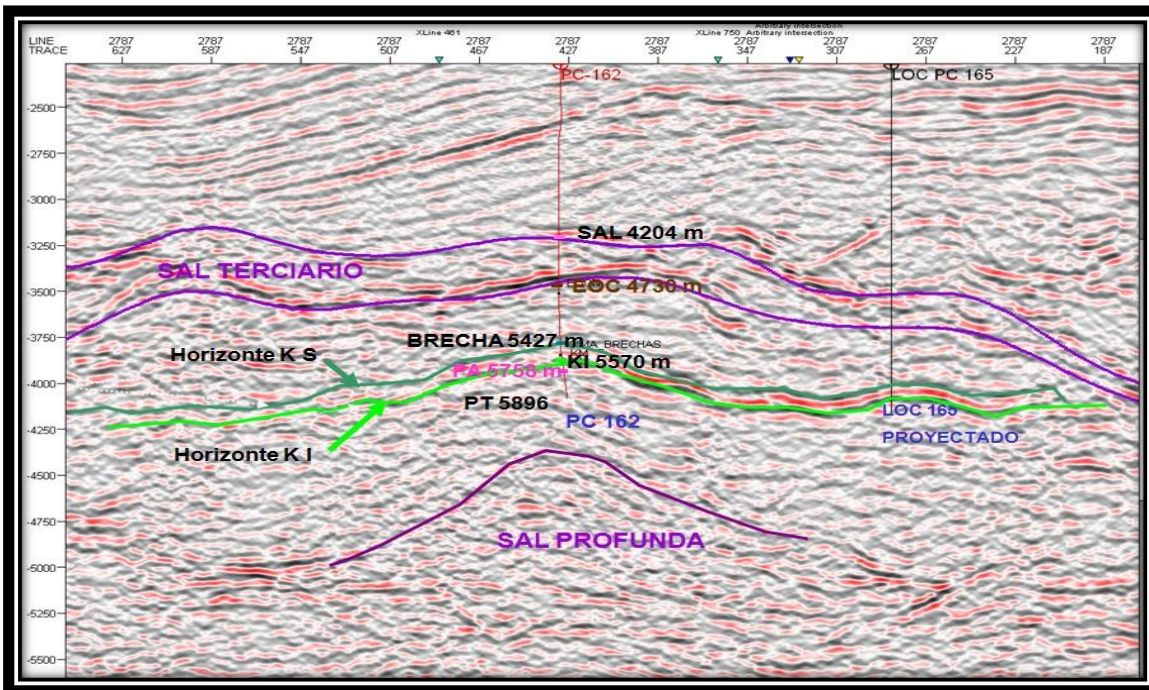 Arbitrary intersection
LINE 2787 2787 2787 2787 XLine 461 2787 2787 2787 XLine 750 Arbitrary intersection 2787 2787 2787 2787 2787
TRACE 627 587 547 507 467 427 387 347 307 267 227 187
PC-162 LOC PC 165
-2500
-2750
-3000
SAL 4204 m
-3250
SAL TERCIARIO
EOC 4730 m
-3500
-3750
BRECHA 5427 m BRECHAS
Horizonte K S KI 5570 m
PA 5758 m
-4000
PT 5896 LOC 165
PC 162 PROYECTADO
-4250
Horizonte K I
-4500
SAL PROFUNDA
-4750
-5000
-5250
-5500